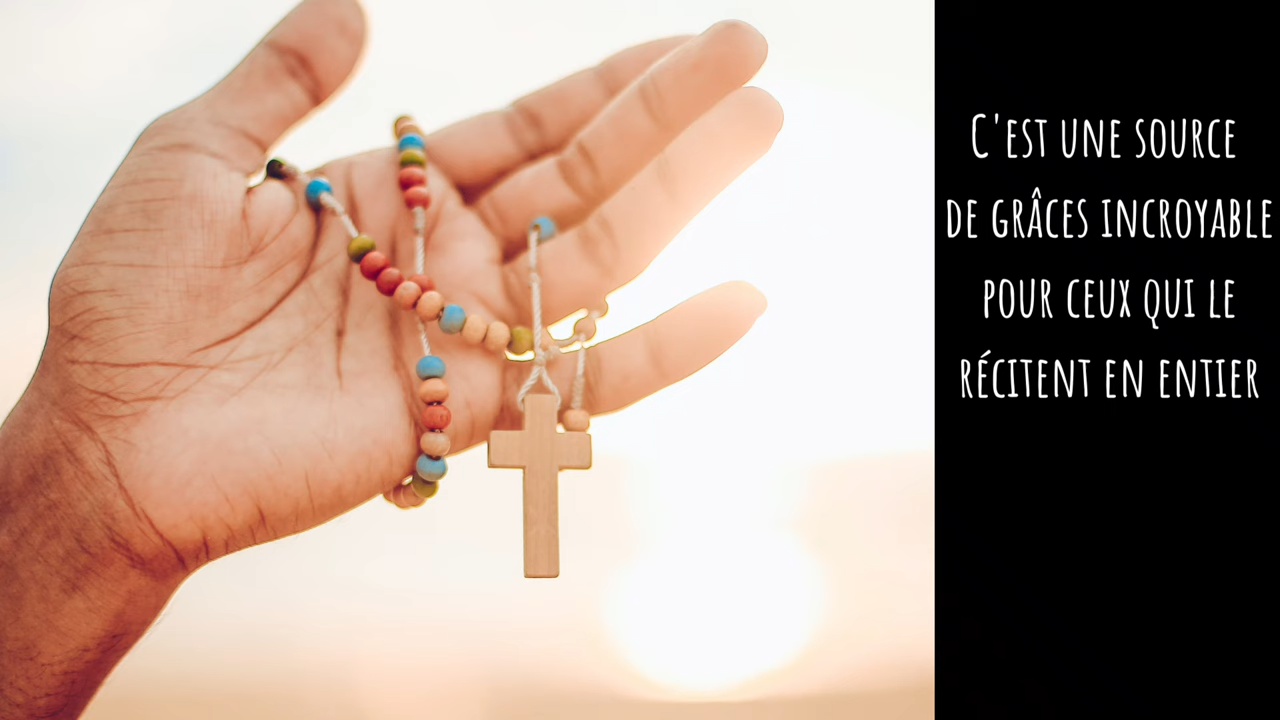 C'EST UNE SOURCE
DE GRÂCES INCROYABLE
POUR CEUX QUI LE
RÉCITENT EN ENTIER